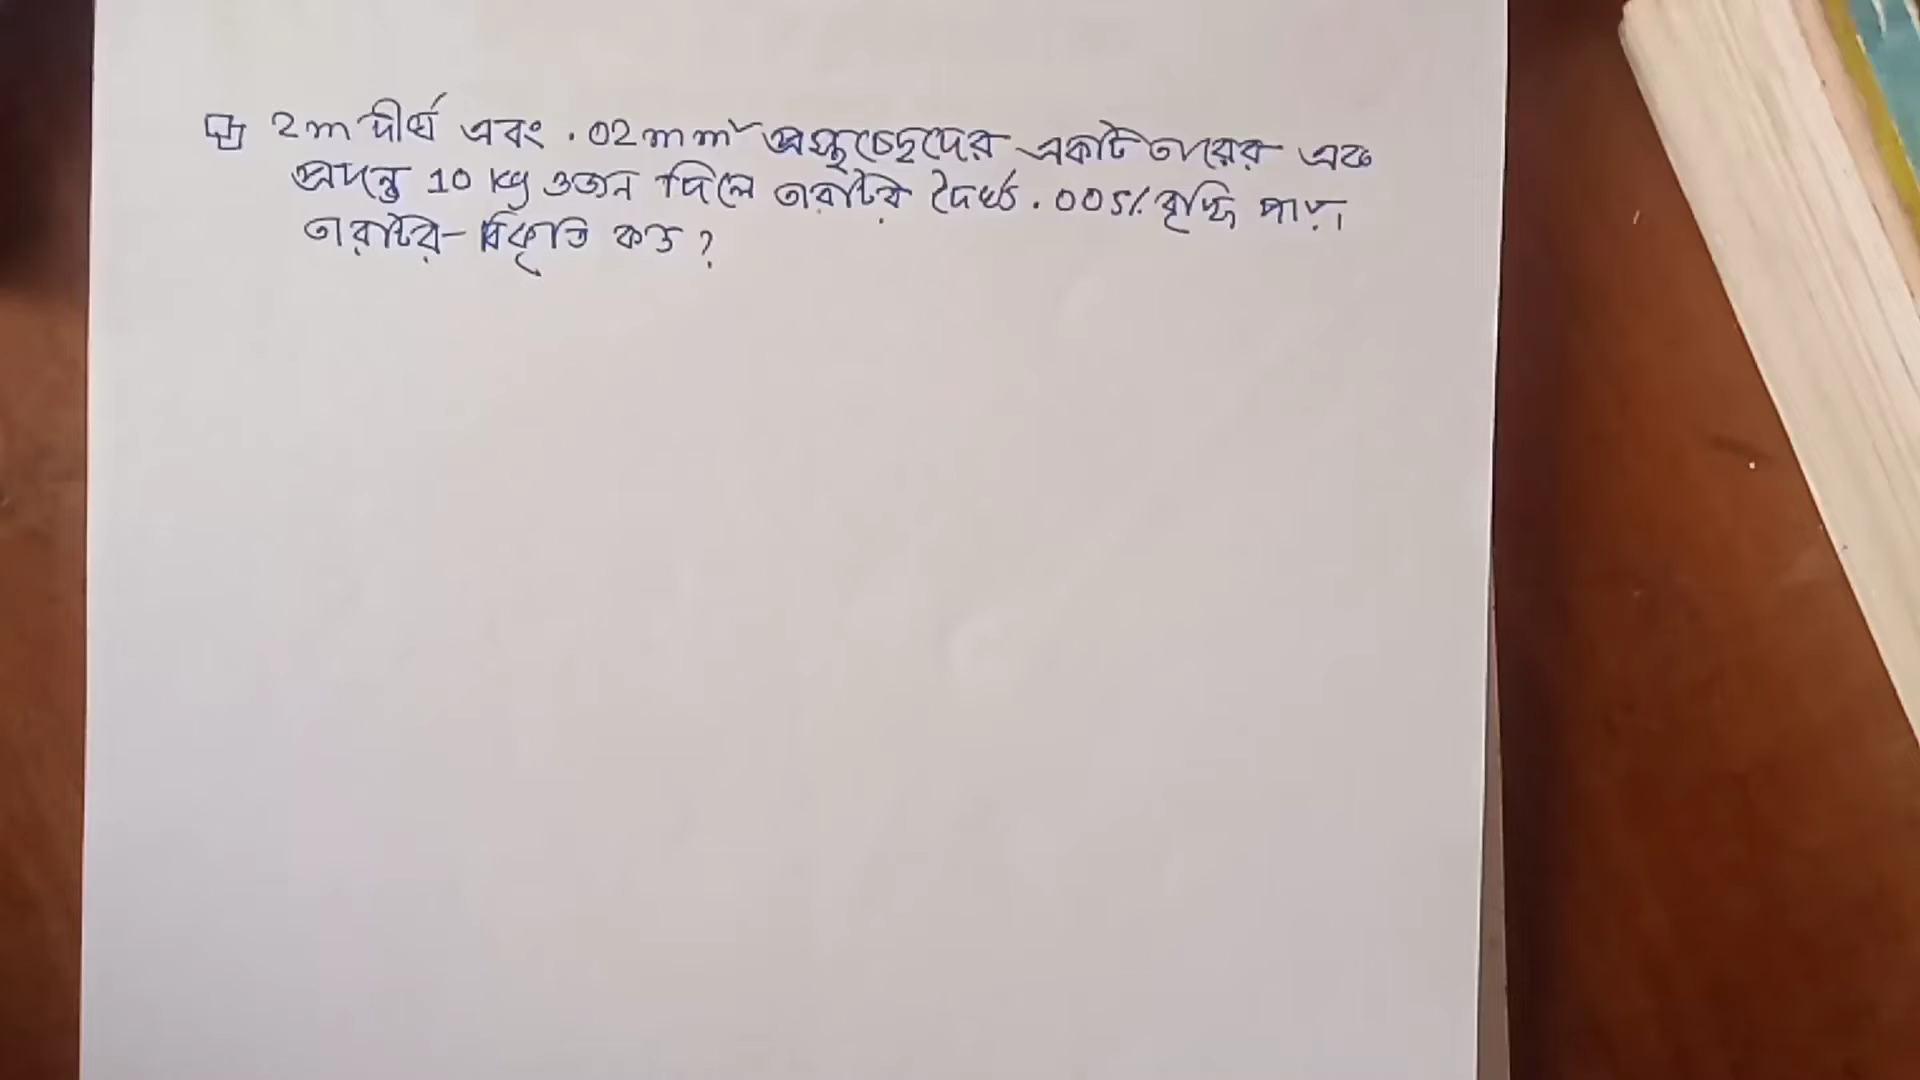 2m দীর্ঘ এবং .02mm² প্রস্থচ্ছেদের একটি তারের এক
প্রান্তে 10 kg ওজন দিলে তারটির দৈর্ঘ্য .005% বৃদ্ধি পায়।
তারটির বিকৃতি কত ?